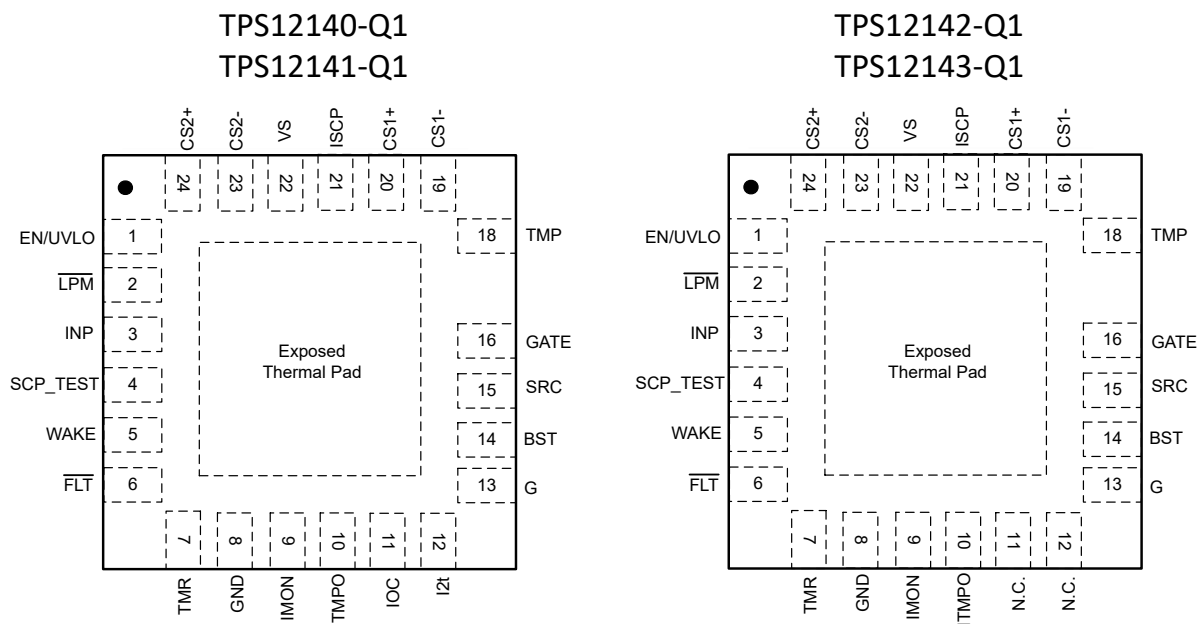 TPS12140-Q1
TPS12141-Q1
CS2+
CS2-
VS
ISCP
CS1+
CS1-
24
23
22
21
20
19
EN/UVLO 1
LPM 2
INP 3
SCP_TEST 4
WAKE 5
FLT 6
Exposed
Thermal Pad
18 TMP
16 GATE
15 SRC
14 BST
13 G
7
8
9
10
11
12
TMR
GND
IMON
TMPO
IOC
I2t
TPS12142-Q1
TPS12143-Q1
CS2+
CS2-
VS
ISCP
CS1+
CS1-
24
23
22
21
20
19
EN/UVLO 1
LPM 2
INP 3
SCP_TEST 4
WAKE 5
FLT 6
Exposed
Thermal Pad
18 TMP
16 GATE
15 SRC
14 BST
13 G
7
8
9
10
11
12
TMR
GND
IMON
TMPO
N.C.
N.C.